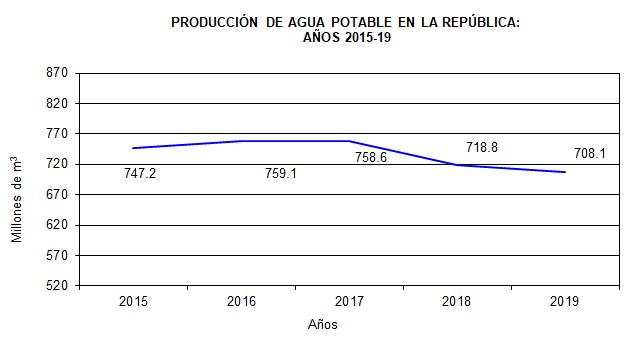 PRODUCCIÓN DE AGUA POTABLE EN LA REPÚBLICA:
AÑOS 2015-19
Millones de m³
870
820
770
720
670
620
570
520
747.2
759.1
758.6
718.8
708.1
2015 2016 2017 2018 2019
Años